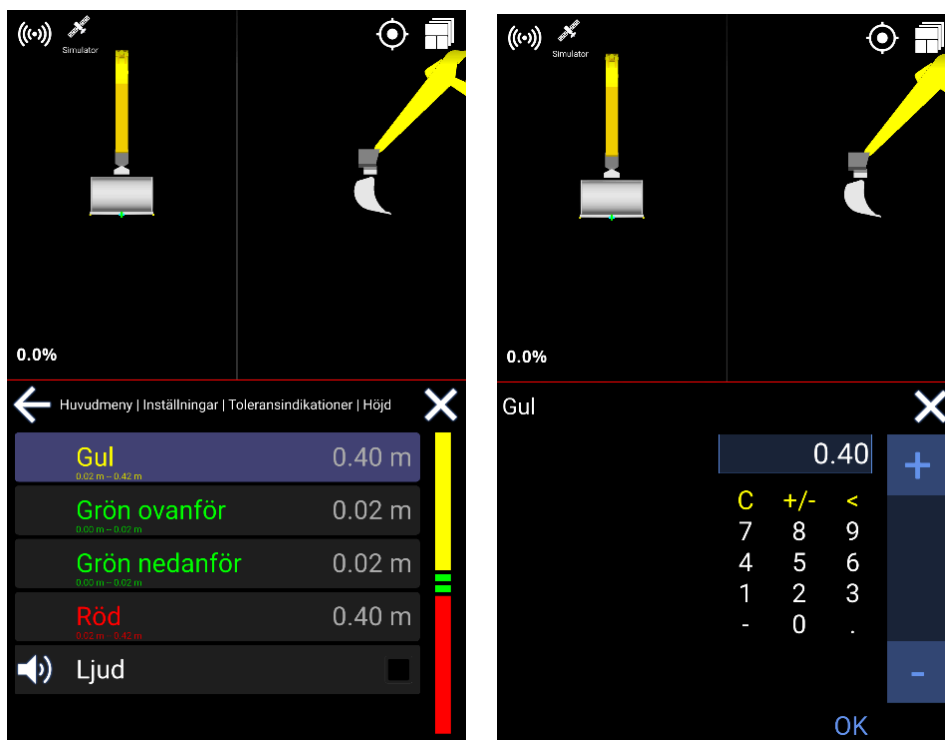 Simulator
0.0%
Huvudmeny | Inställningar | Toleransindikationer | Höjd
Gul 0.40 m
0.02 m – 0.42 m
Grön ovanför 0.02 m
0.00 m – 0.02 m
Grön nedanför 0.02 m
0.00 m – 0.02 m
Röd 0.40 m
0.02 m – 0.42 m
Ljud
Simulator
0.0%
Gul
0.40
C +/- <
7 8 9
4 5 6
1 2 3
- 0 .
+
-
OK